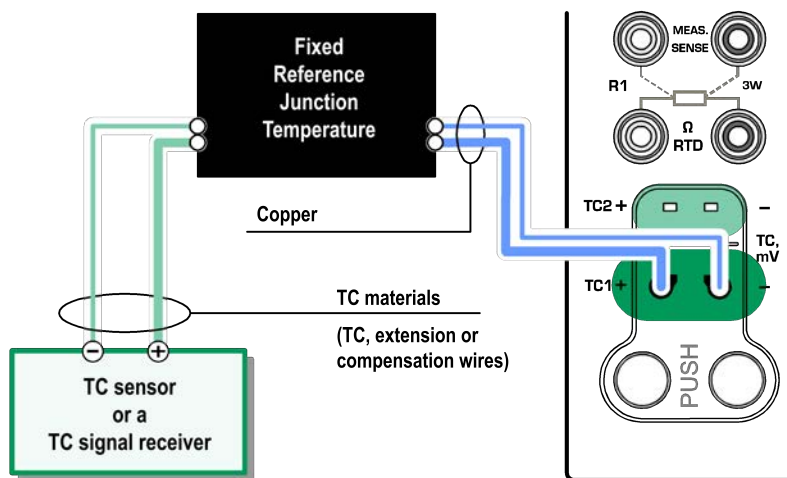 Fixed
Reference
Junction
Temperature
Copper
TC materials
(TC, extension or
compensation wires)
− +
TC sensor
or a
TC signal receiver
MEAS.
SENSE
R1
3W
Ω
RTD
TC2 + −
TC,
mV
TC1 + −
PUSH